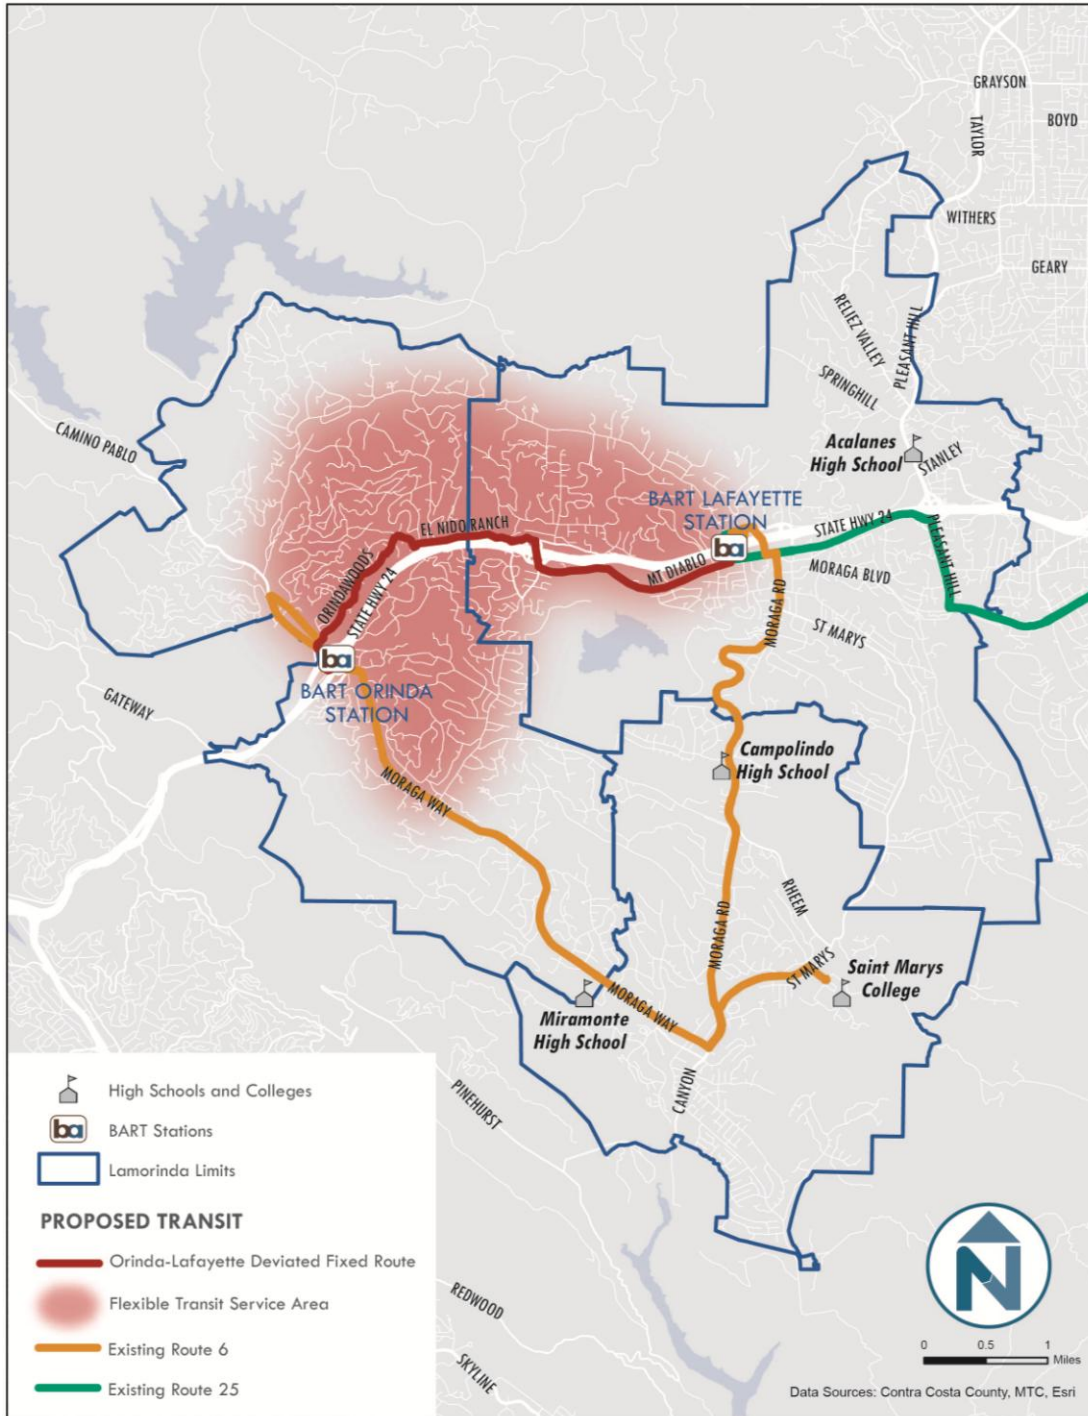 GRAYSON
TAYLOR
BOYD
WITHERS
GEARY
RELIEZ VALLEY
PLEASANT HILL
SPRINGHILL
CAMINO PABLO
Acalanes
High School
STANLEY
BART LAFAYETTE
STATION
ba
EL NIDO RANCH
STATE HWY 24
ORINDAWOODS
STATE HWY 24
MT DIABLO
MORAGA BLVD
PLEASANT HILL
MORAGA RD
ST MARYS
ba
BART ORINDA
STATION
GATEWAY
MORAGA WAY
Campolindo
High School
RHEEM
MORAGA RD
ST MARYS
Saint Marys
College
MORAGA WAY
Miramonte
High School
CANYON
PINEHURST
REDWOOD
SKYLINE
High Schools and Colleges
ba
BART Stations
Lamorinda Limits
PROPOSED TRANSIT
Orinda-Lafayette Deviated Fixed Route
Flexible Transit Service Area
Existing Route 6
Existing Route 25
N
0 0.5 1
Miles
Data Sources: Contra Costa County, MTC, Esri